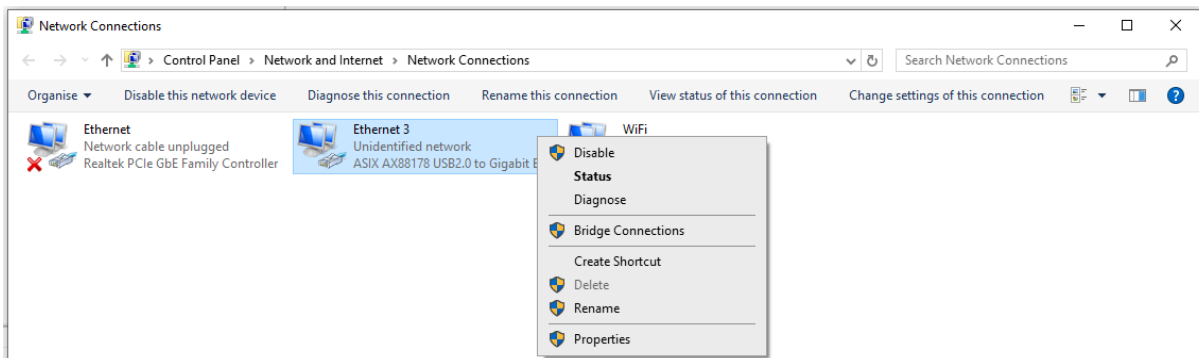 Network Connections
Control Panel > Network and Internet > Network Connections
Search Network Connections
Organise
Disable this network device
Diagnose this connection
Rename this connection
View status of this connection
Change settings of this connection
Ethernet
Network cable unplugged
Realtek PCIe GbE Family Controller
Ethernet 3
Unidentified network
ASIX AX88178 USB2.0 to Gigabit E
WiFi
Disable
Status
Diagnose
Bridge Connections
Create Shortcut
Delete
Rename
Properties